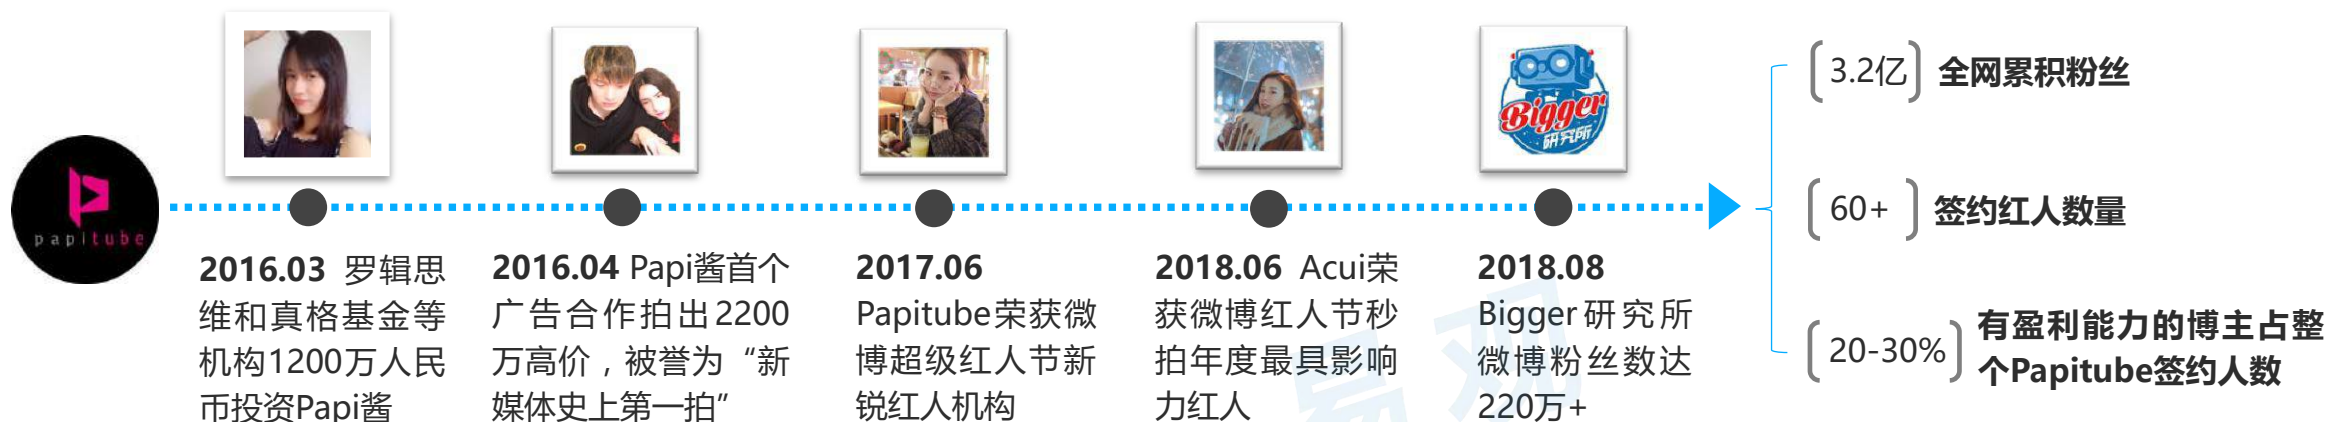 papitube
2016.03 罗辑思
维和真格基金等
机构1200万人民
币投资Papi酱
2016.04 Papi酱首个
广告合作拍出2200
万高价，被誉为“新
媒体史上第一拍”
2017.06
Papitube荣获微
博超级红人节新
锐红人机构
2018.06 Acui荣
获微博红人节秒
拍年度最具影响
力红人
Bigger
研究所
2018.08
Bigger研究所
微博粉丝数达
220万+
3.2亿 全网累积粉丝
60+ 签约红人数量
20-30% 有盈利能力的博主占整
个Papitube签约人数
易观